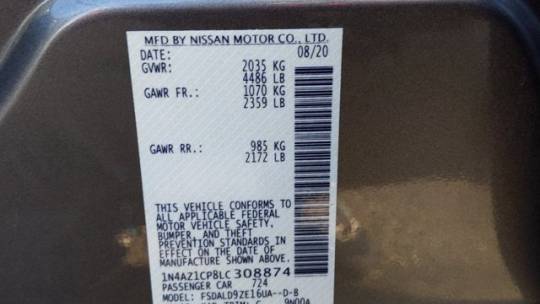 MFD BY NISSAN MOTOR CO., LTD.
DATE: 08/20
GVWR: 2035 KG
4486 LB
GAWR FR.: 1070 KG
2359 LB
GAWR RR.: 985 KG
2172 LB
THIS VEHICLE CONFORMS TO
ALL APPLICABLE FEDERAL
MOTOR VEHICLE SAFETY,
BUMPER, AND THEFT
PREVENTION STANDARDS IN
EFFECT ON THE DATE OF
MANUFACTURE SHOWN ABOVE.
1N4AZ1CP8LC308874
PASSENGER CAR 724
MODEL: FSDALD9ZE16UA--D-B